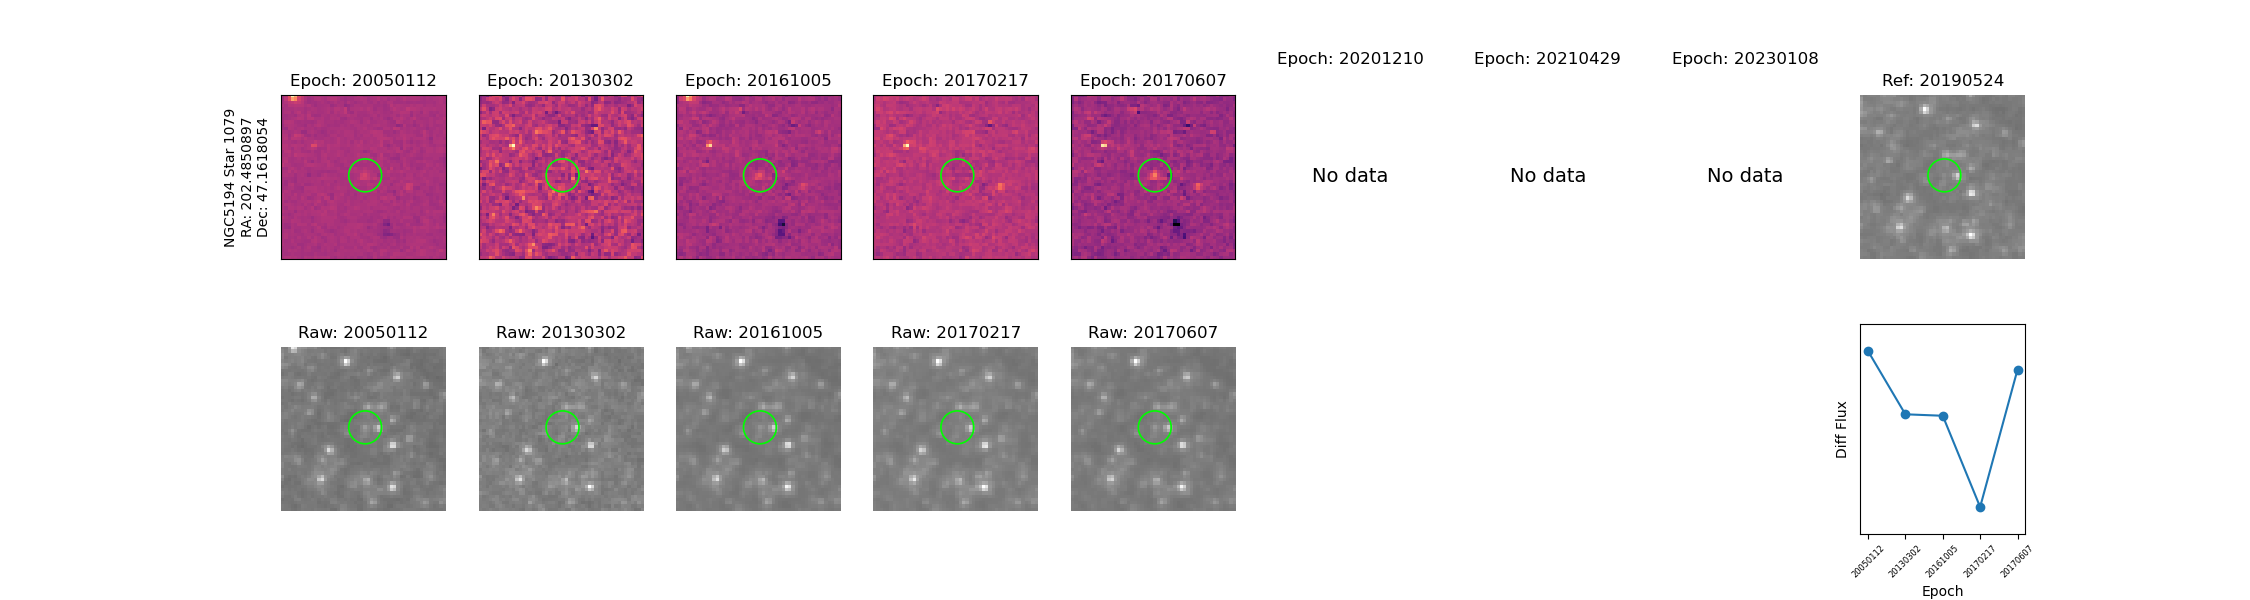 Epoch: 20050112
Epoch: 20130302
Epoch: 20161005
Epoch: 20170217
Epoch: 20170607
Epoch: 20201210
Epoch: 20210429
Epoch: 20230108
Ref: 20190524
NGC5194 Star 1079
RA: 202.4850897
Dec: 47.1618054
No data
No data
No data
Raw: 20050112
Raw: 20130302
Raw: 20161005
Raw: 20170217
Raw: 20170607
Diff Flux
20050112
20130302
20161005
20170217
20170607
Epoch